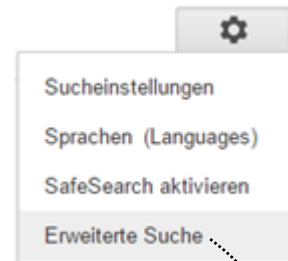 Sucheinstellungen
Sprachen (Languages)
SafeSearch aktivieren
Erweiterte Suche